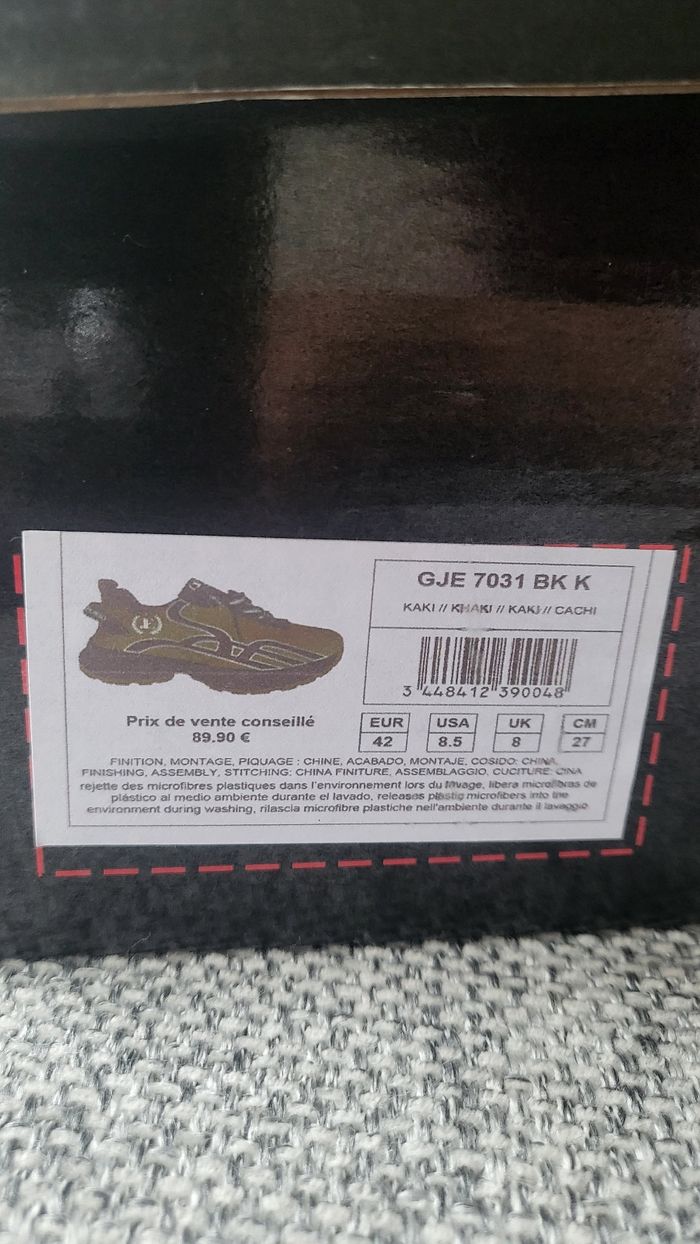 GJE 7031 BK K
KAKI // KHAKI // KAKI // CACHI
3 448412 390048
Prix de vente conseillé
89.90 €
EUR USA UK CM
42 8.5 8 27
FINITION, MONTAGE, PIQUAGE : CHINE, ACABADO, MONTAJE, COSIDO: CHINA,
FINISHING, ASSEMBLY, STITCHING: CHINA FINITURE, ASSEMBLAGGIO, CUCITURE: CINA
rejette des microfibres plastiques dans l'environnement lors du lavage, libera microfibras de
plástico al medio ambiente durante el lavado, releases plastic microfibers into the
environment during washing, rilascia microfibre plastiche nell'ambiente durante il lavaggio